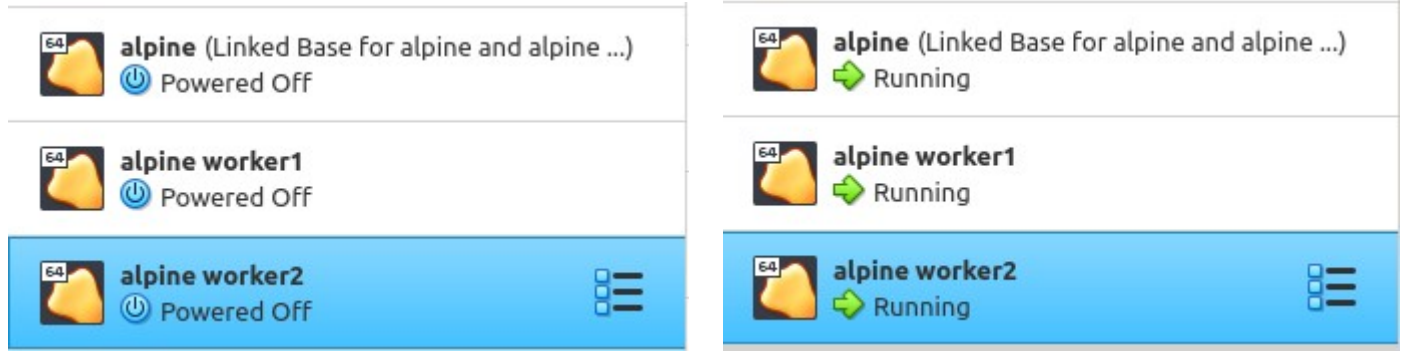 64
alpine (Linked Base for alpine and alpine ...)
Powered Off
64
alpine worker1
Powered Off
64
alpine worker2
Powered Off
64
alpine (Linked Base for alpine and alpine ...)
Running
64
alpine worker1
Running
64
alpine worker2
Running